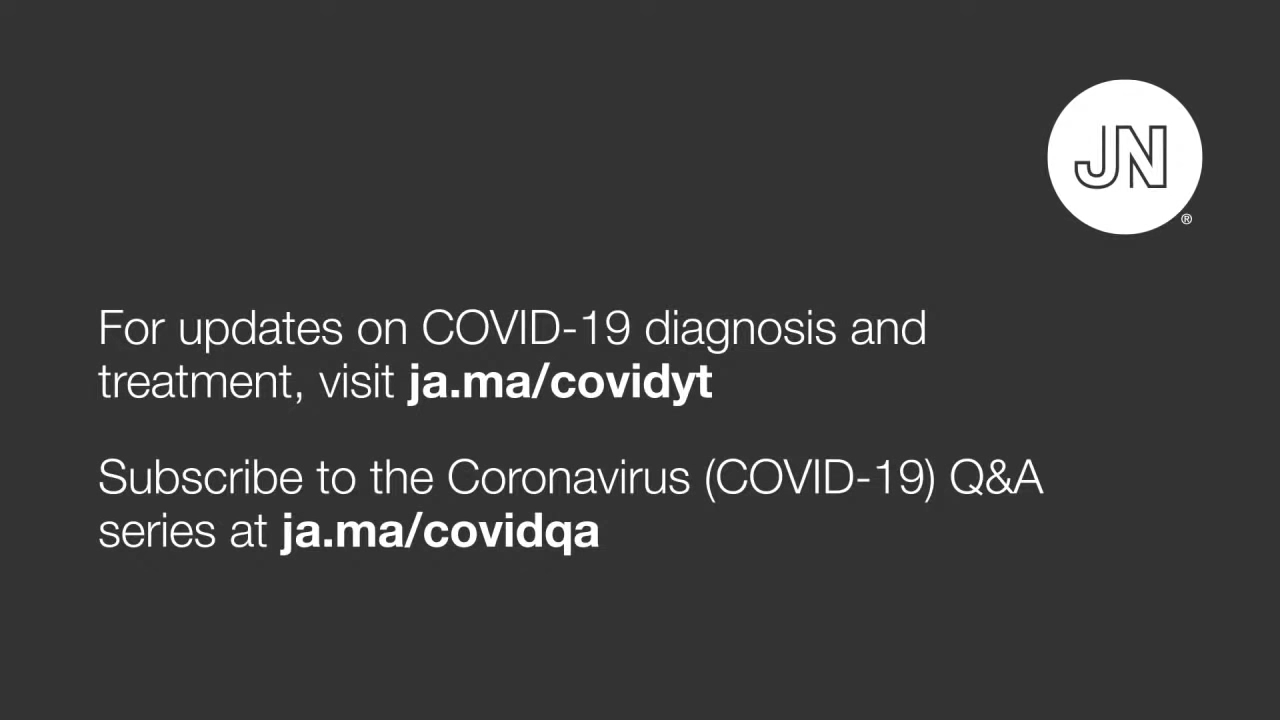 JN
®
For updates on COVID-19 diagnosis and
treatment, visit ja.ma/covidyt
Subscribe to the Coronavirus (COVID-19) Q&A
series at ja.ma/covidqa